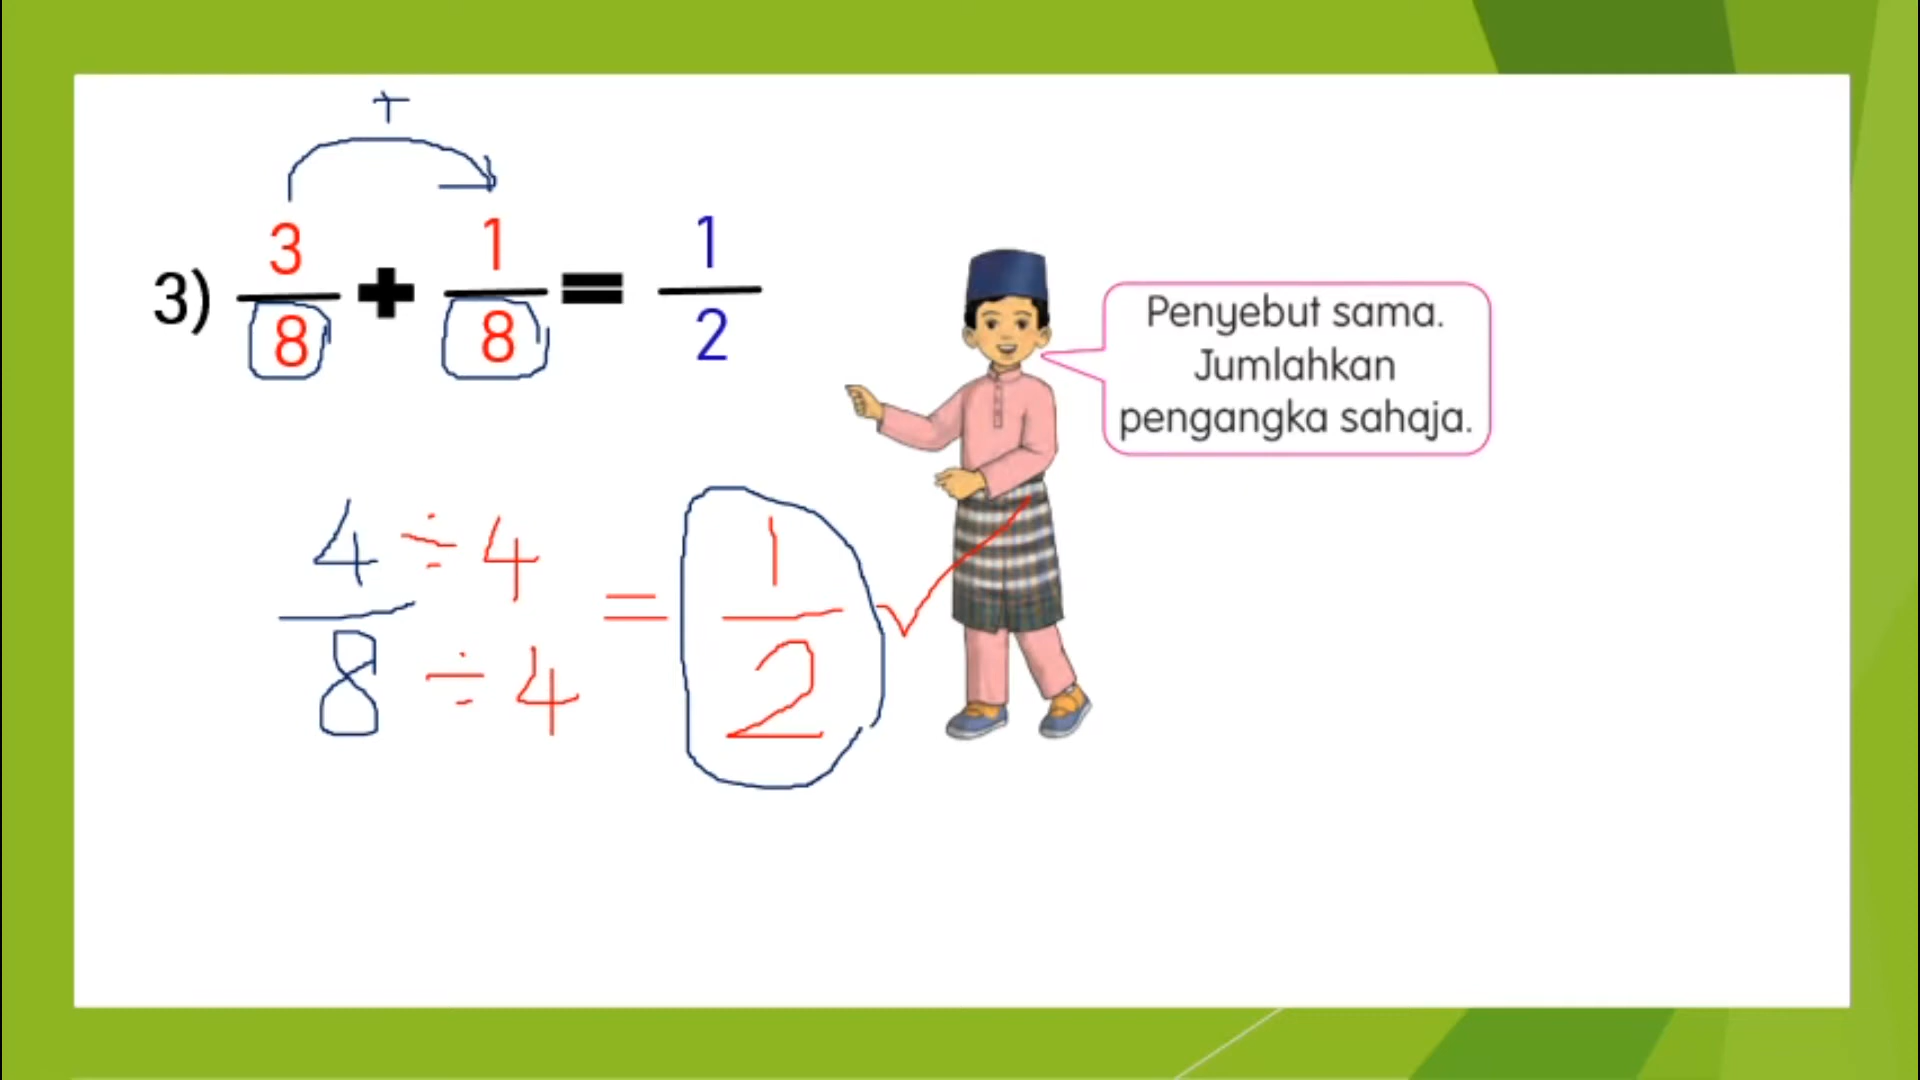 +
3) 3/8 + 1/8 = 1/2
Penyebut sama.
Jumlahkan
pengangka sahaja.
4 ÷ 4
8 ÷ 4
= 1/2